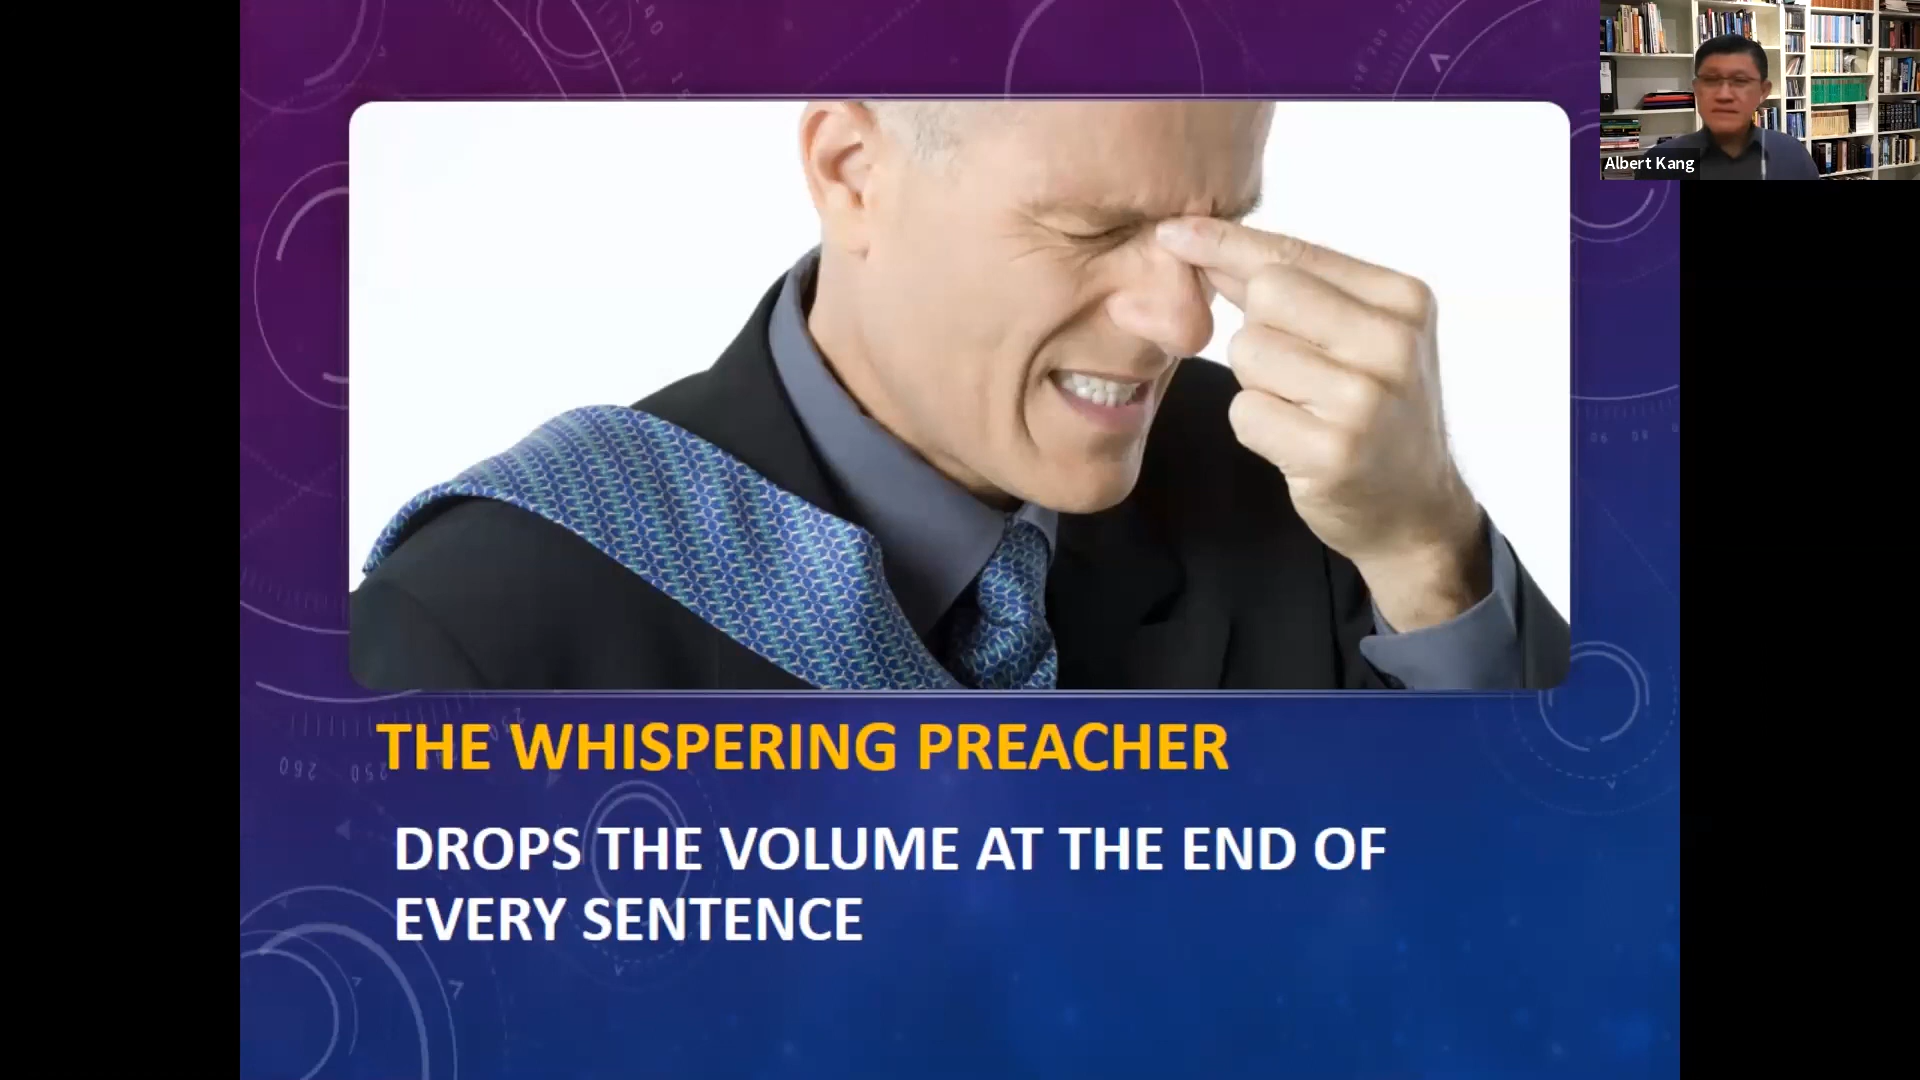 Albert Kang
THE WHISPERING PREACHER
DROPS THE VOLUME AT THE END OF
EVERY SENTENCE